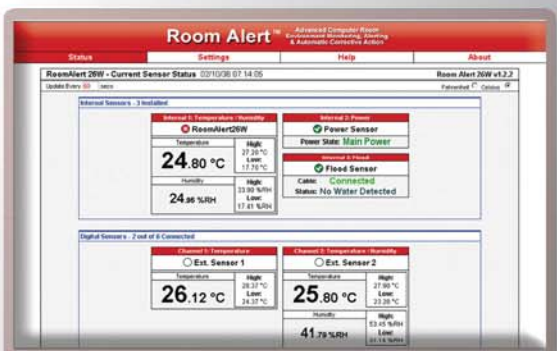 Room Alert™
Advanced Computer Room
Environment Monitoring, Alerting
& Automatic Corrective Action
Status Settings Help About
RoomAlert 26W - Current Sensor Status 02/10/06 07:14:05 Room Alert 26W v1.2.2
Update Every 60 secs Fahrenheit Celsius
Internal Sensors - 3 Installed
Internal 1: Temperature / Humidity
RoomAlert26W
Temperature
24.80 °C
High:
27.20 °C
Low:
17.70 °C
Humidity
24.95 %RH
High:
33.90 %RH
Low:
17.41 %RH
Internal 2: Power
Power Sensor
Power State: Main Power
Internal 3: Flood
Flood Sensor
Cable: Connected
Status: No Water Detected
Digital Sensors - 2 out of 8 Connected
Channel 1: Temperature
Ext. Sensor 1
Temperature
26.12 °C
High:
28.37 °C
Low:
24.37 °C
Channel 2: Temperature / Humidity
Ext. Sensor 2
Temperature
25.80 °C
High:
27.90 °C
Low:
23.20 °C
Humidity
41.79 %RH
High:
53.45 %RH
Low: